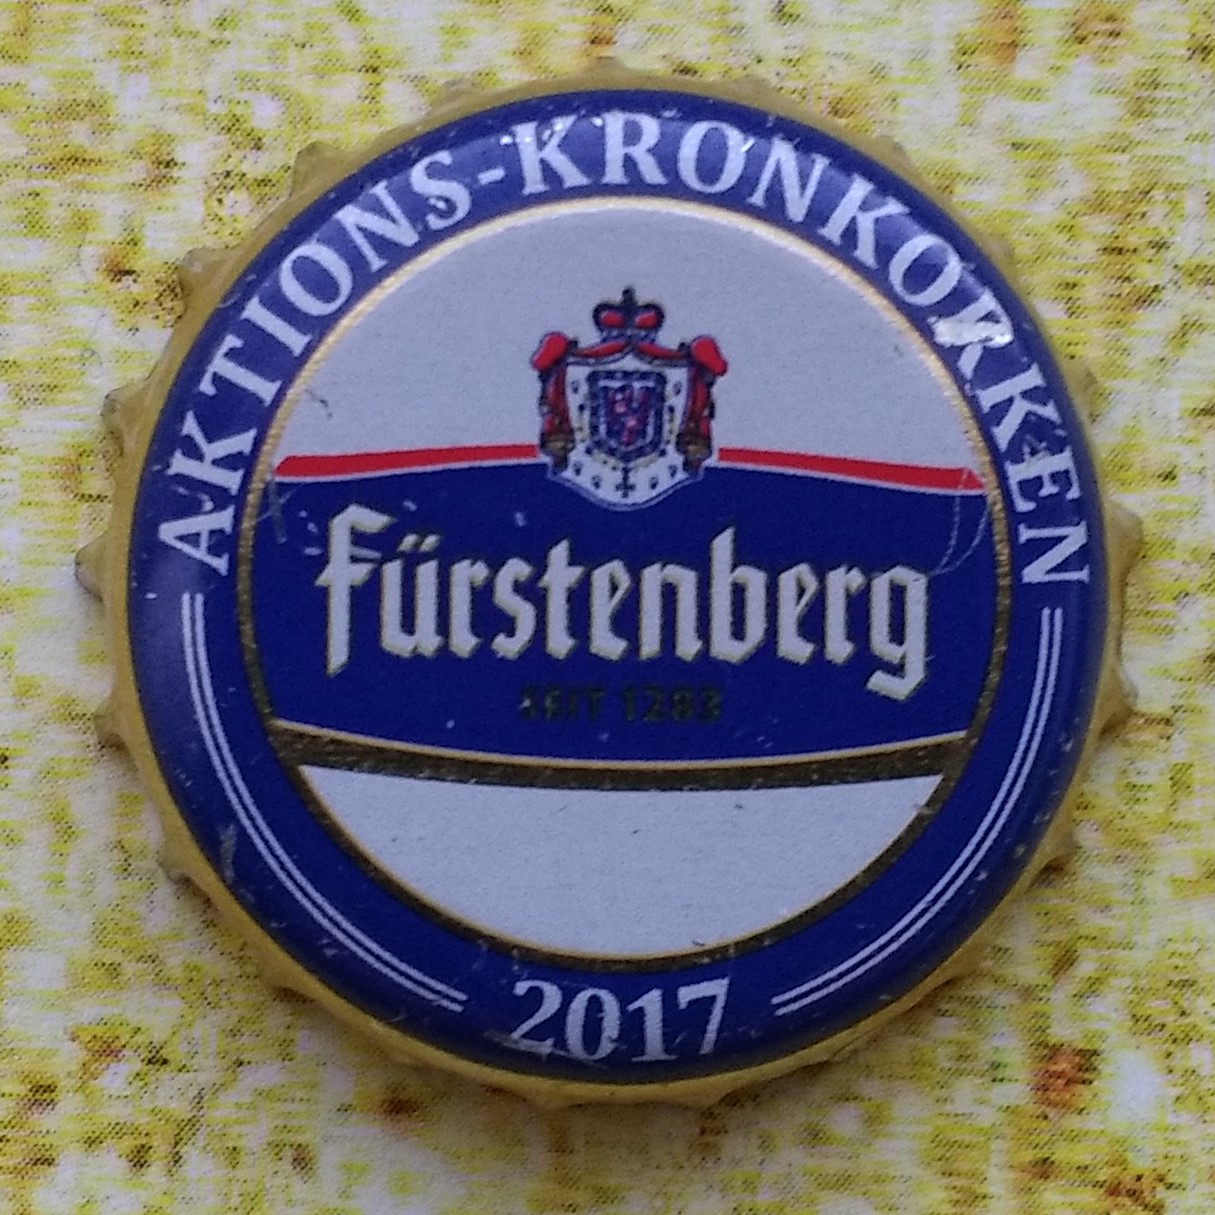 AKTIONS-KRONKORKEN
Fürstenberg
SEIT 1283
2017